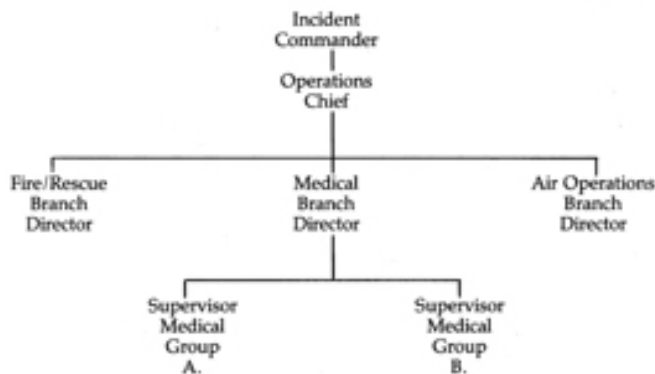 Incident
Commander
Operations
Chief
Fire/Rescue
Branch
Director
Medical
Branch
Director
Air Operations
Branch
Director
Supervisor
Medical
Group
A.
Supervisor
Medical
Group
B.